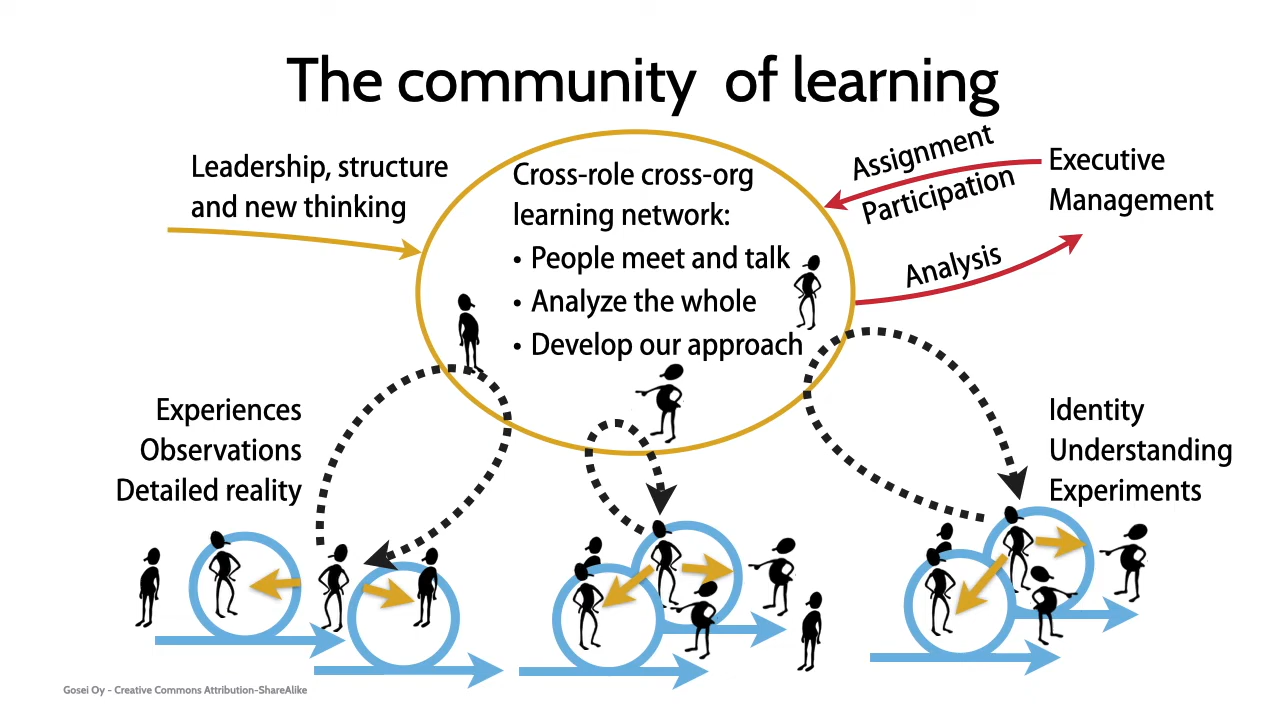 The community of learning
Leadership, structure
and new thinking
Cross-role cross-org
learning network:
• People meet and talk
• Analyze the whole
• Develop our approach
Assignment
Participation
Executive
Management
Analysis
Experiences
Observations
Detailed reality
Identity
Understanding
Experiments
Gosei Oy - Creative Commons Attribution-ShareAlike